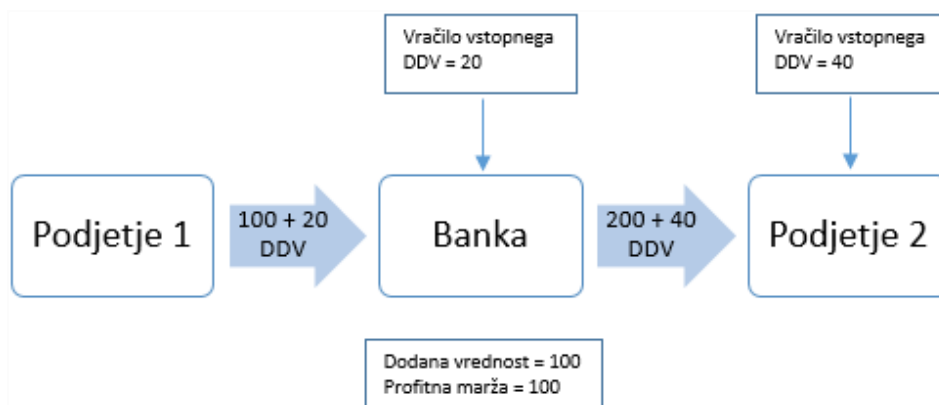 Vračilo vstopnega
DDV = 20
Vračilo vstopnega
DDV = 40
Podjetje 1
100 + 20
DDV
Banka
200 + 40
DDV
Podjetje 2
Dodana vrednost = 100
Profitna marža = 100